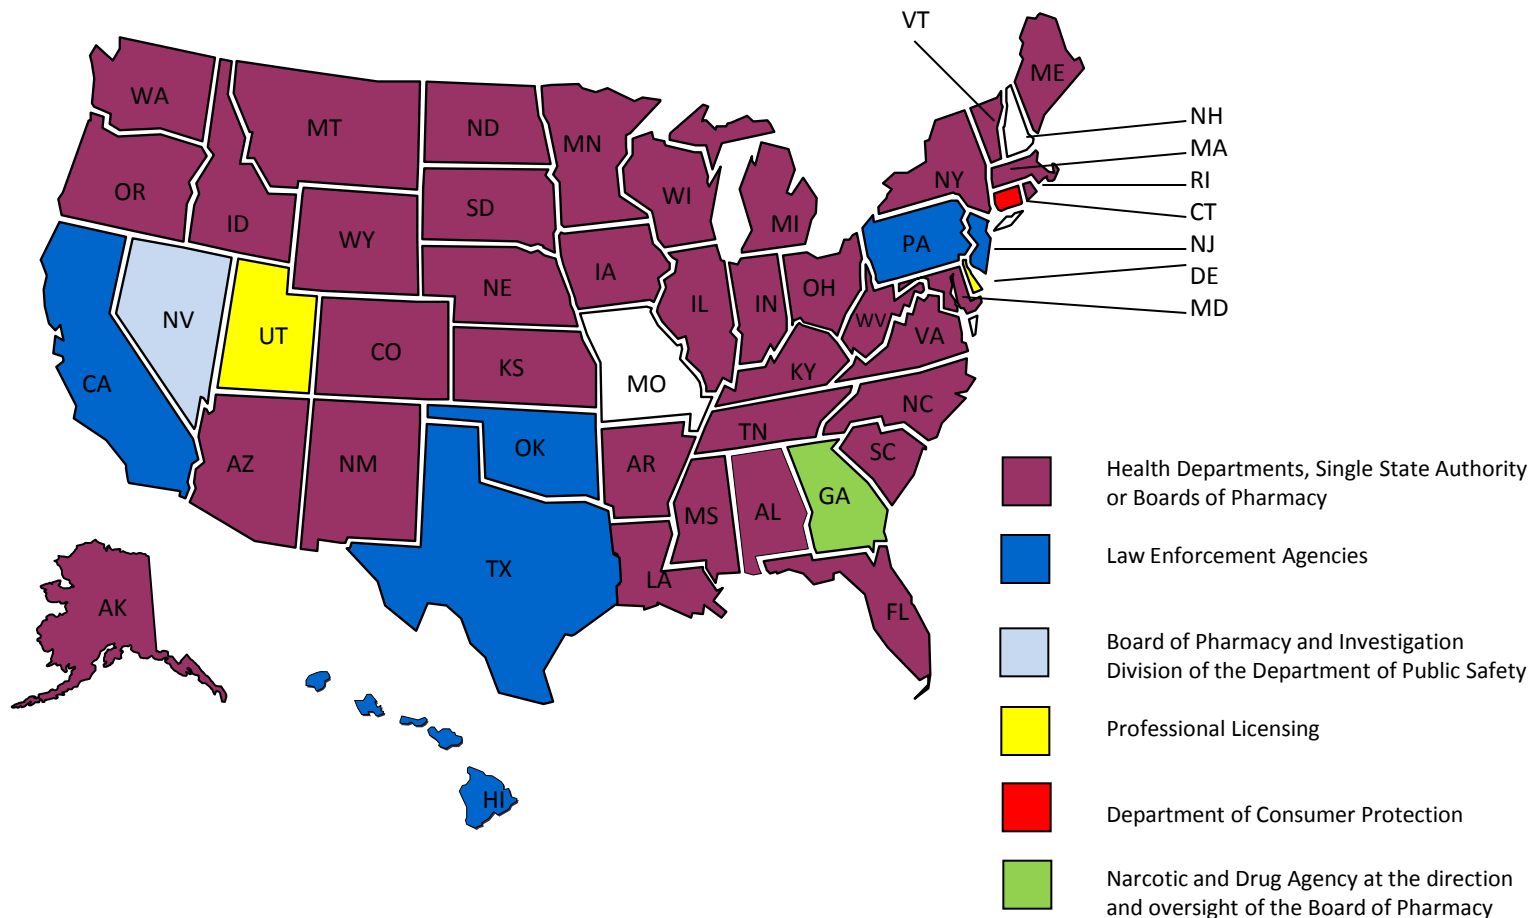 VT
ME
WA
MT
ND
MN
NH
MA
RI
CT
NJ
DE
MD
OR
ID
WY
SD
WI
MI
NY
PA
NV
UT
CA
CO
NE
IA
KS
MO
IL
IN
OH
WV
VA
KY
NC
TN
SC
AZ
NM
OK
AR
MS
AL
GA
TX
LA
FL
AK
HI
Health Departments, Single State Authority
or Boards of Pharmacy
Law Enforcement Agencies
Board of Pharmacy and Investigation
Division of the Department of Public Safety
Professional Licensing
Department of Consumer Protection
Narcotic and Drug Agency at the direction
and oversight of the Board of Pharmacy